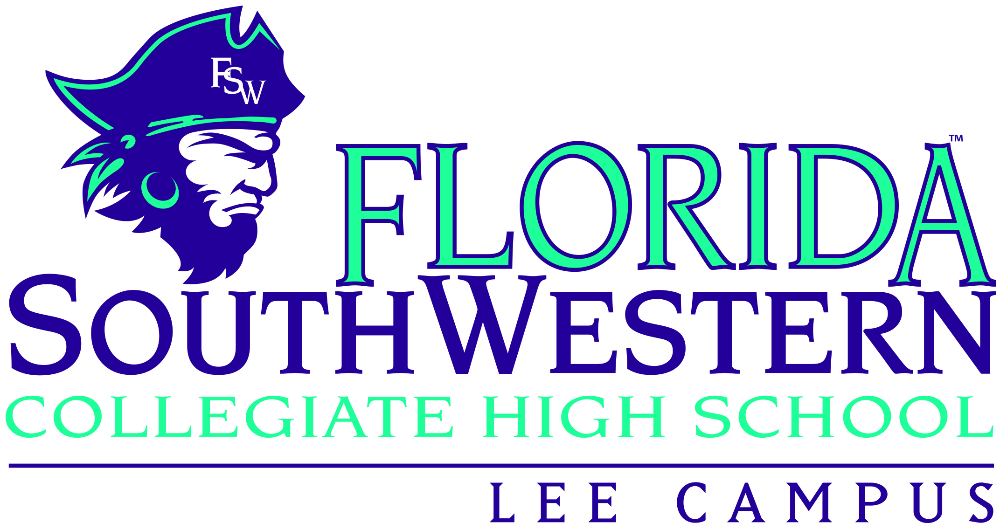 FSW
FLORIDA™
SOUTHWESTERN
COLLEGIATE HIGH SCHOOL
LEE CAMPUS